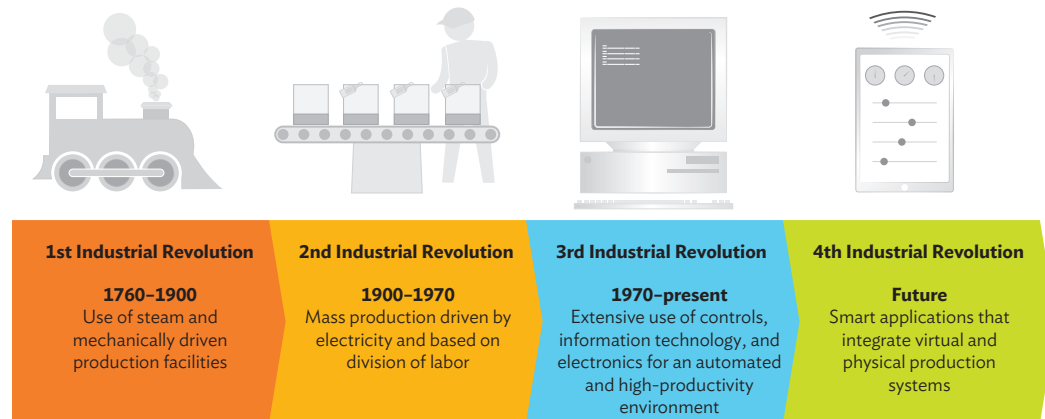 1st Industrial Revolution
1760–1900
Use of steam and
mechanically driven
production facilities
2nd Industrial Revolution
1900–1970
Mass production driven by
electricity and based on
division of labor
3rd Industrial Revolution
1970–present
Extensive use of controls,
information technology, and
electronics for an automated
and high-productivity
environment
4th Industrial Revolution
Future
Smart applications that
integrate virtual and
physical production
systems